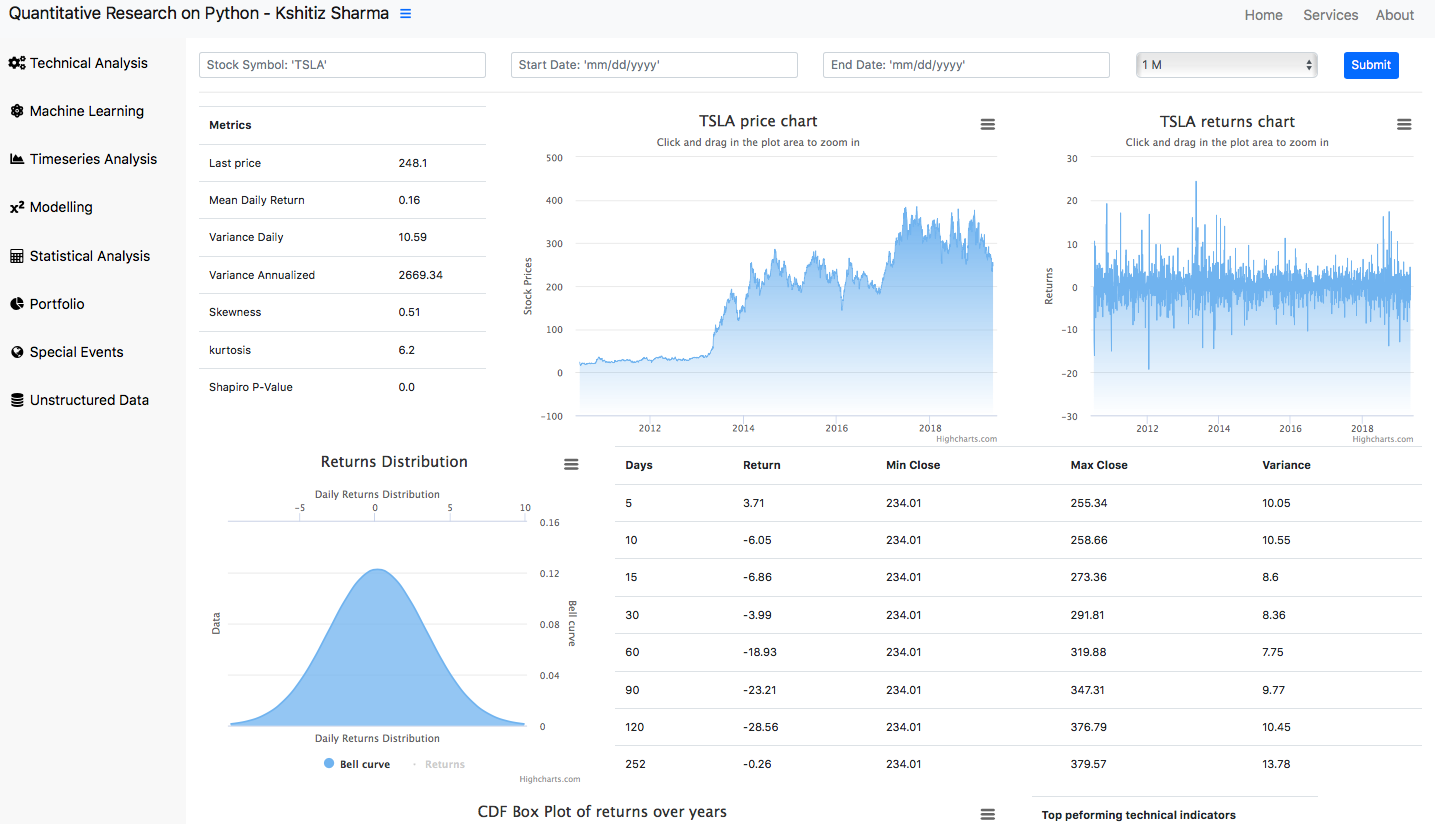 Quantitative Research on Python - Kshitiz Sharma
Home Services About
Technical Analysis
Machine Learning
Timeseries Analysis
x² Modelling
Statistical Analysis
Portfolio
Special Events
Unstructured Data
Stock Symbol: 'TSLA' Start Date: 'mm/dd/yyyy' End Date: 'mm/dd/yyyy' 1 M Submit
Metrics
Last price 248.1
Mean Daily Return 0.16
Variance Daily 10.59
Variance Annualized 2669.34
Skewness 0.51
kurtosis 6.2
Shapiro P-Value 0.0
TSLA price chart
Click and drag in the plot area to zoom in
Stock Prices
500
400
300
200
100
0
−100
2012 2014 2016 2018
Highcharts.com
TSLA returns chart
Click and drag in the plot area to zoom in
Returns
30
20
10
0
−10
−20
−30
2012 2014 2016 2018
Highcharts.com
Returns Distribution
Daily Returns Distribution
−5 0 5 10
Data
0.16
0.12
0.08
0.04
0
Bell curve
Daily Returns Distribution
Bell curve Returns
Highcharts.com
Days Return Min Close Max Close Variance
5 3.71 234.01 255.34 10.05
10 -6.05 234.01 258.66 10.55
15 -6.86 234.01 273.36 8.6
30 -3.99 234.01 291.81 8.36
60 -18.93 234.01 319.88 7.75
90 -23.21 234.01 347.31 9.77
120 -28.56 234.01 376.79 10.45
252 -0.26 234.01 379.57 13.78
CDF Box Plot of returns over years
Top peforming technical indicators